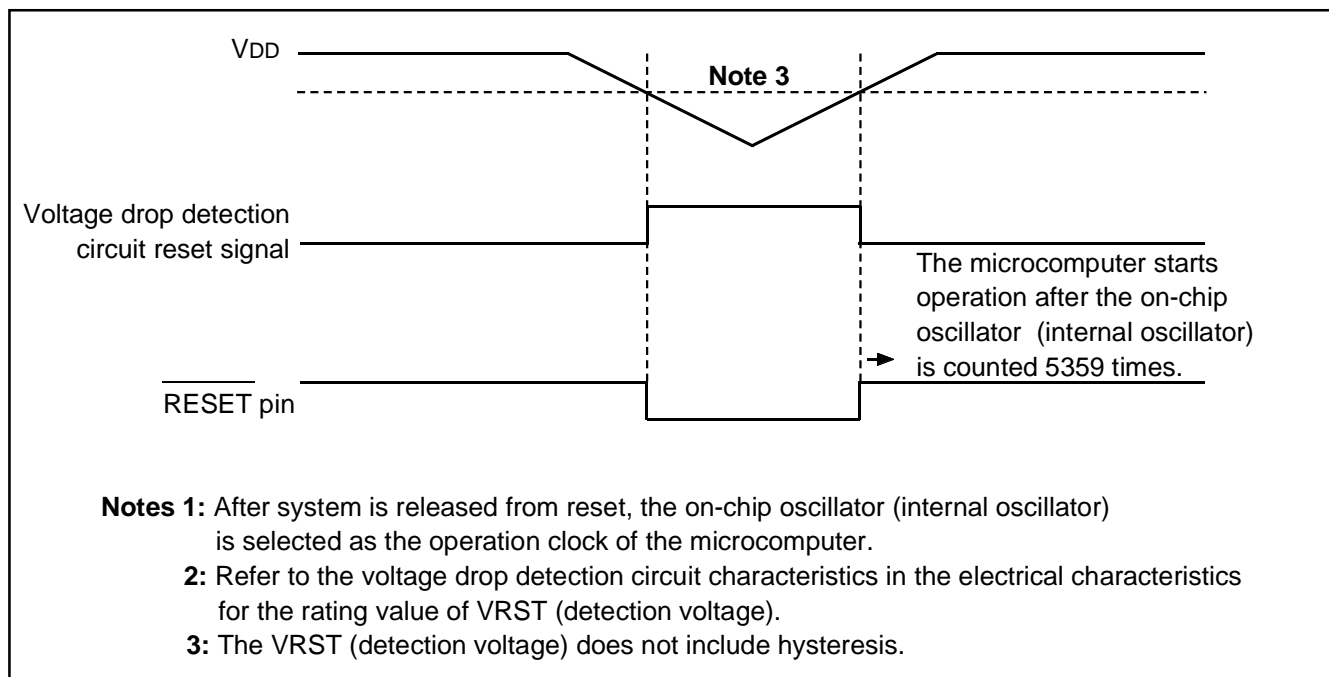 VDD
Note 3
Voltage drop detection
circuit reset signal
The microcomputer starts
operation after the on-chip
oscillator (internal oscillator)
is counted 5359 times.
RESET pin
Notes 1: After system is released from reset, the on-chip oscillator (internal oscillator)
is selected as the operation clock of the microcomputer.
2: Refer to the voltage drop detection circuit characteristics in the electrical characteristics
for the rating value of VRST (detection voltage).
3: The VRST (detection voltage) does not include hysteresis.